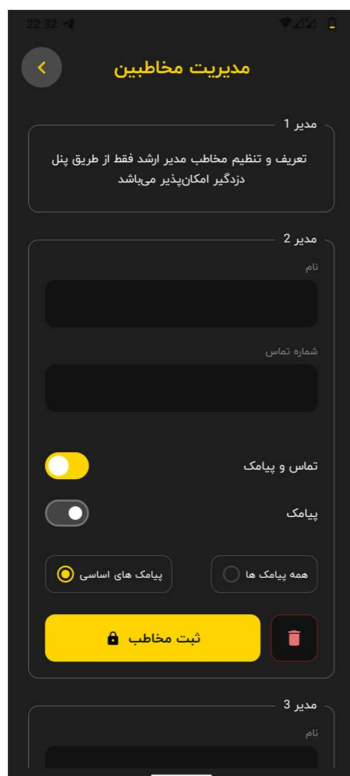 22:32
مدیریت مخاطبین
مدیر 1
تعریف و تنظیم مخاطب مدیر ارشد فقط از طریق پنل
دزدگیر امکان‌پذیر می‌باشد
مدیر 2
نام
شماره تماس
تماس و پیامک
پیامک
همه پیامک ها
پیامک های اساسی
ثبت مخاطب
مدیر 3
نام